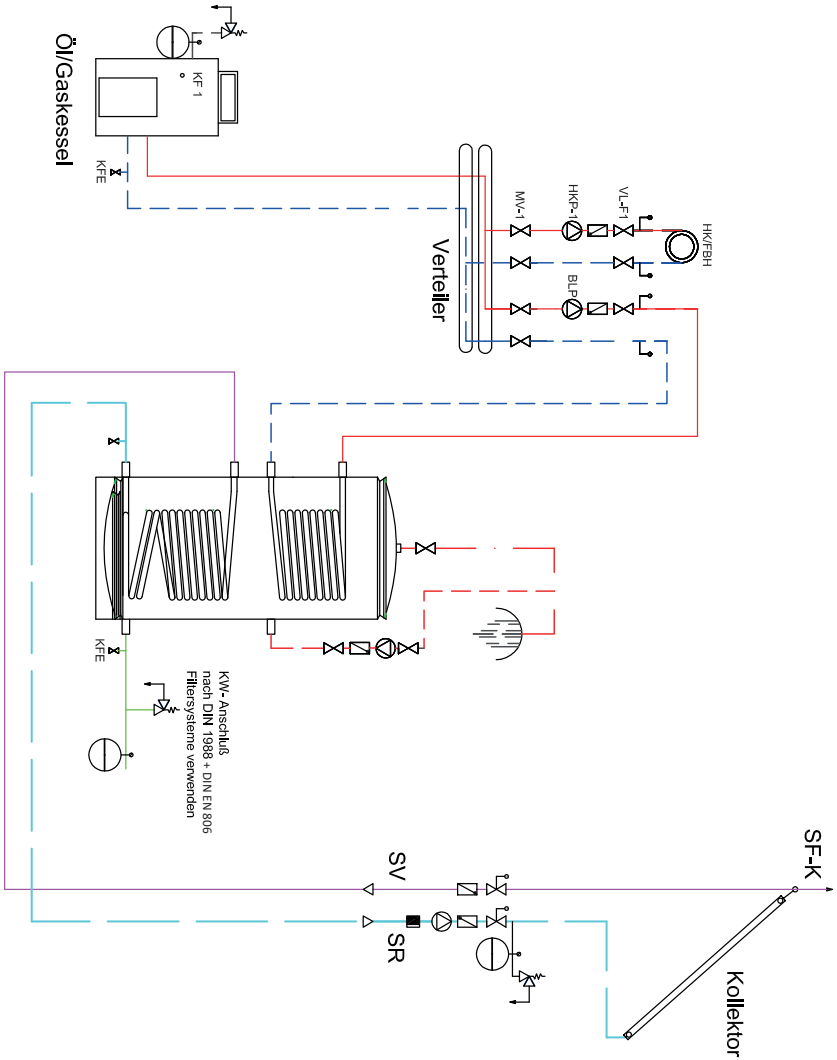 Öl/Gaskessel
KF 1
KFE
Verteiler
MV-1
HKP-1
VL-F1
HK/FBH
BLP
KFE
KW- Anschluß
nach DIN 1988 + DIN EN 806
Filtersysteme verwenden
SV
SR
SF-K
Kollektor